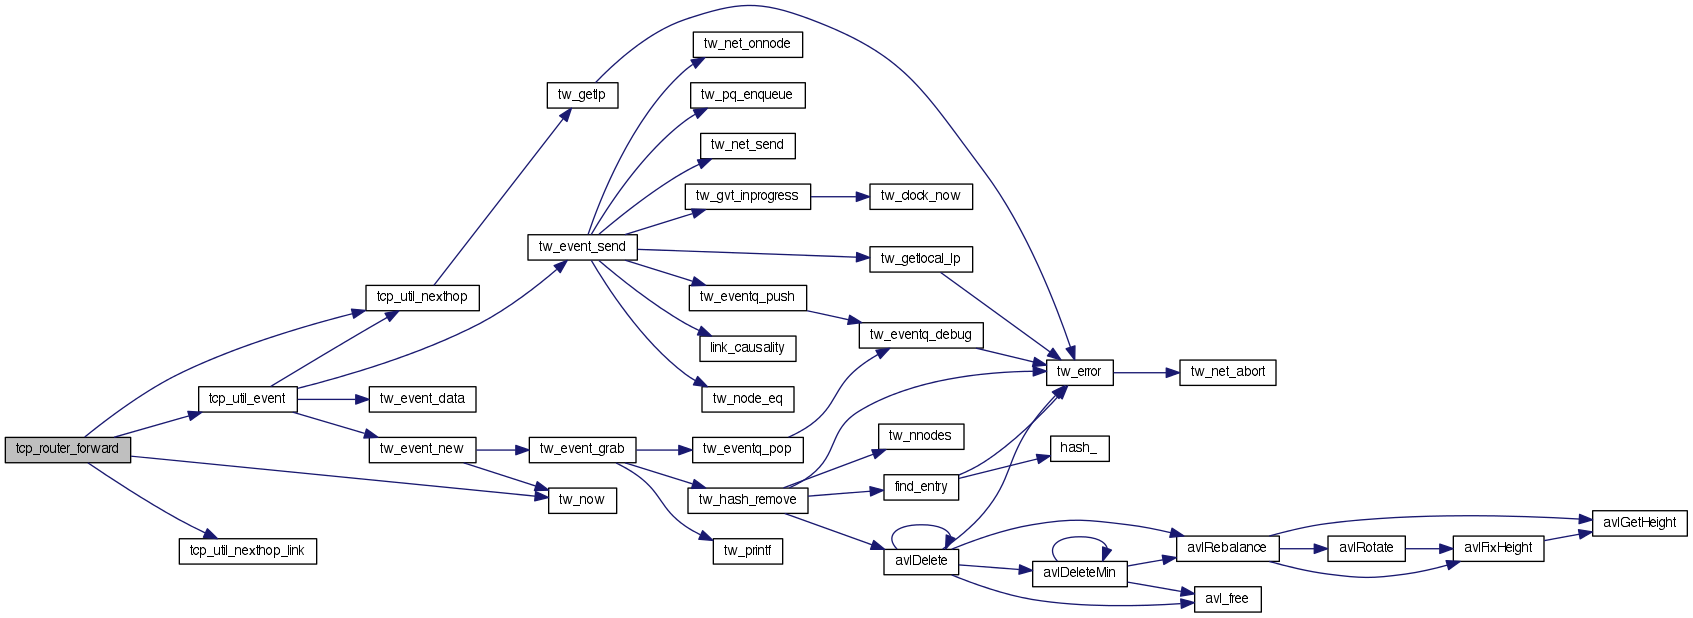 tcp_router_forward
tcp_util_nexthop
tcp_util_event
tcp_util_nexthop_link
tw_event_data
tw_event_new
tw_getlp
tw_event_send
tw_event_grab
tw_now
tw_net_onnode
tw_pq_enqueue
tw_net_send
tw_gvt_inprogress
tw_eventq_push
link_causality
tw_node_eq
tw_eventq_pop
tw_hash_remove
tw_printf
tw_clock_now
tw_getlocal_lp
tw_eventq_debug
tw_nnodes
find_entry
avlDelete
tw_error
hash_
avlDeleteMin
tw_net_abort
avlRebalance
avl_free
avlRotate
avlFixHeight
avlGetHeight